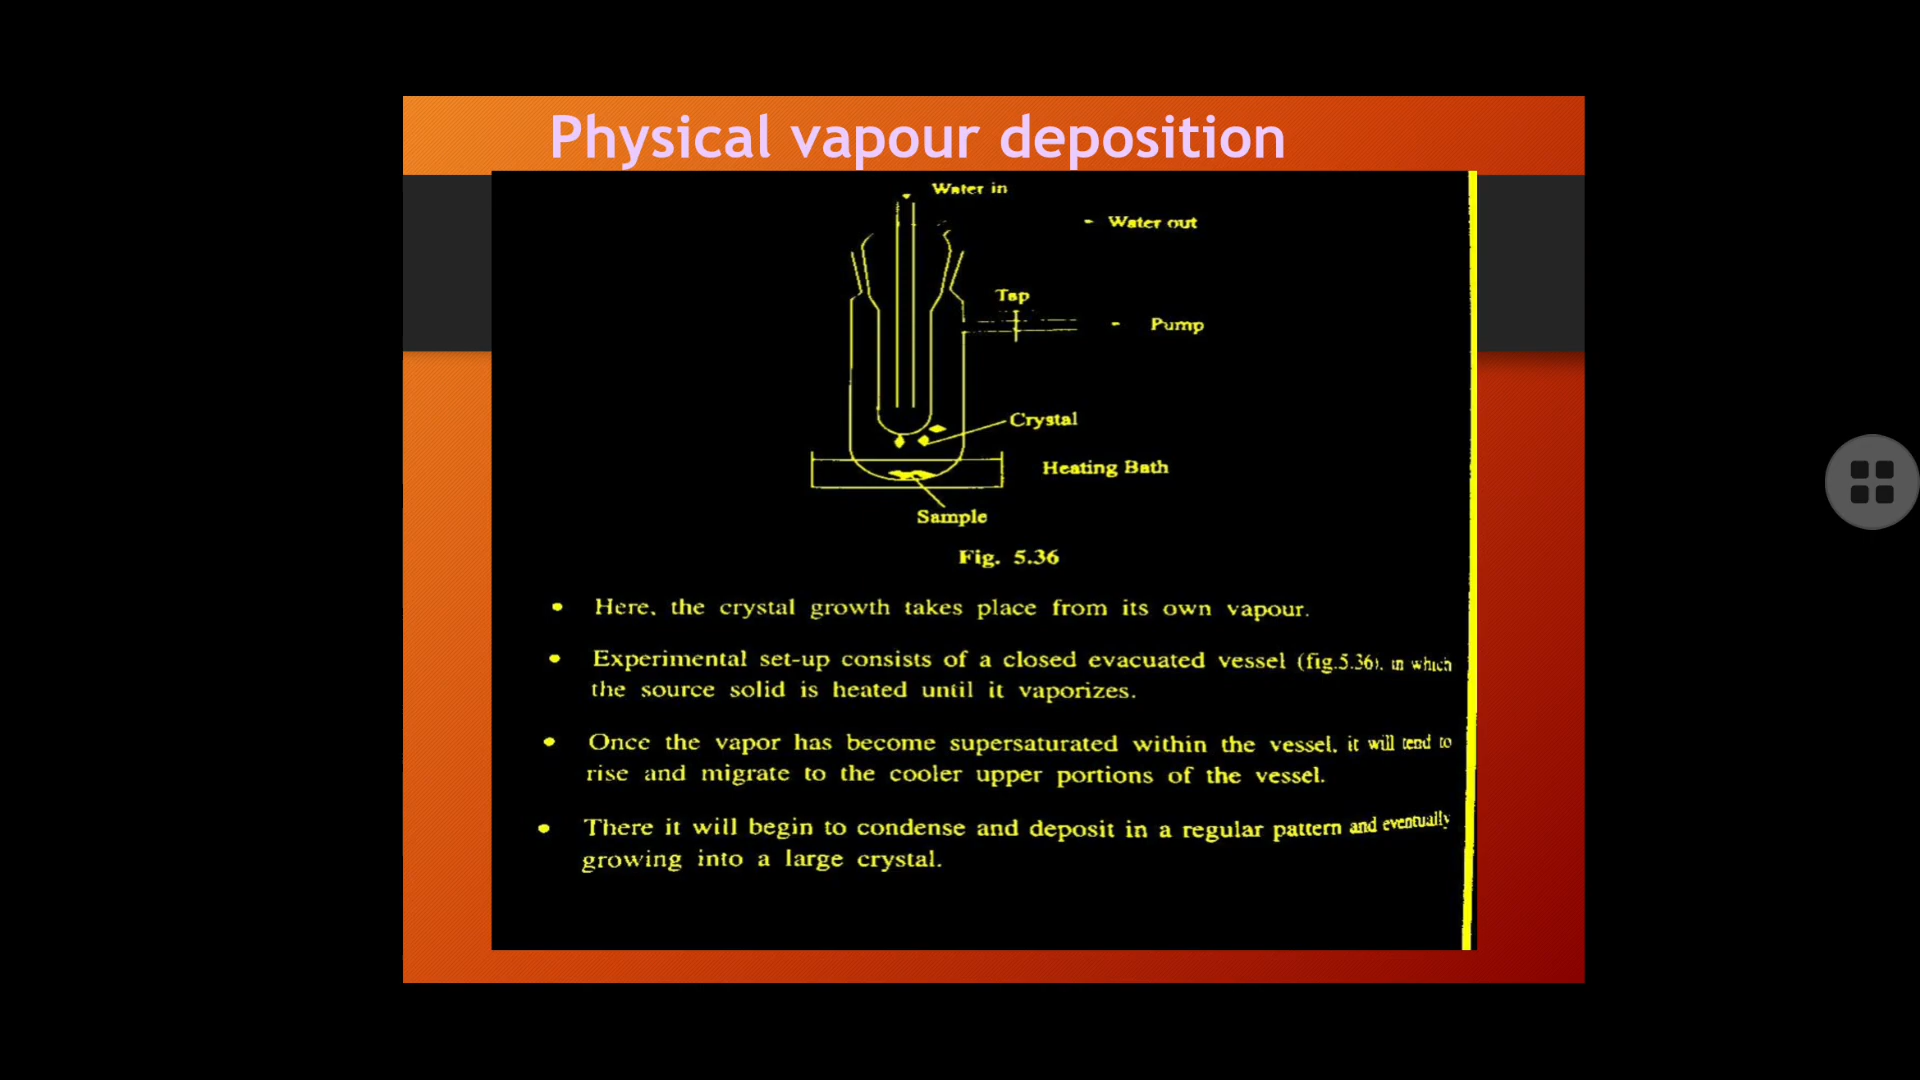 Physical vapour deposition
Water in
Water out
Tap
Pump
Crystal
Heating Bath
Sample
Fig. 5.36
• Here, the crystal growth takes place from its own vapour.
• Experimental set-up consists of a closed evacuated vessel (fig.5.36), in which
the source solid is heated until it vaporizes.
• Once the vapor has become supersaturated within the vessel, it will tend to
rise and migrate to the cooler upper portions of the vessel.
• There it will begin to condense and deposit in a regular pattern and eventually
growing into a large crystal.